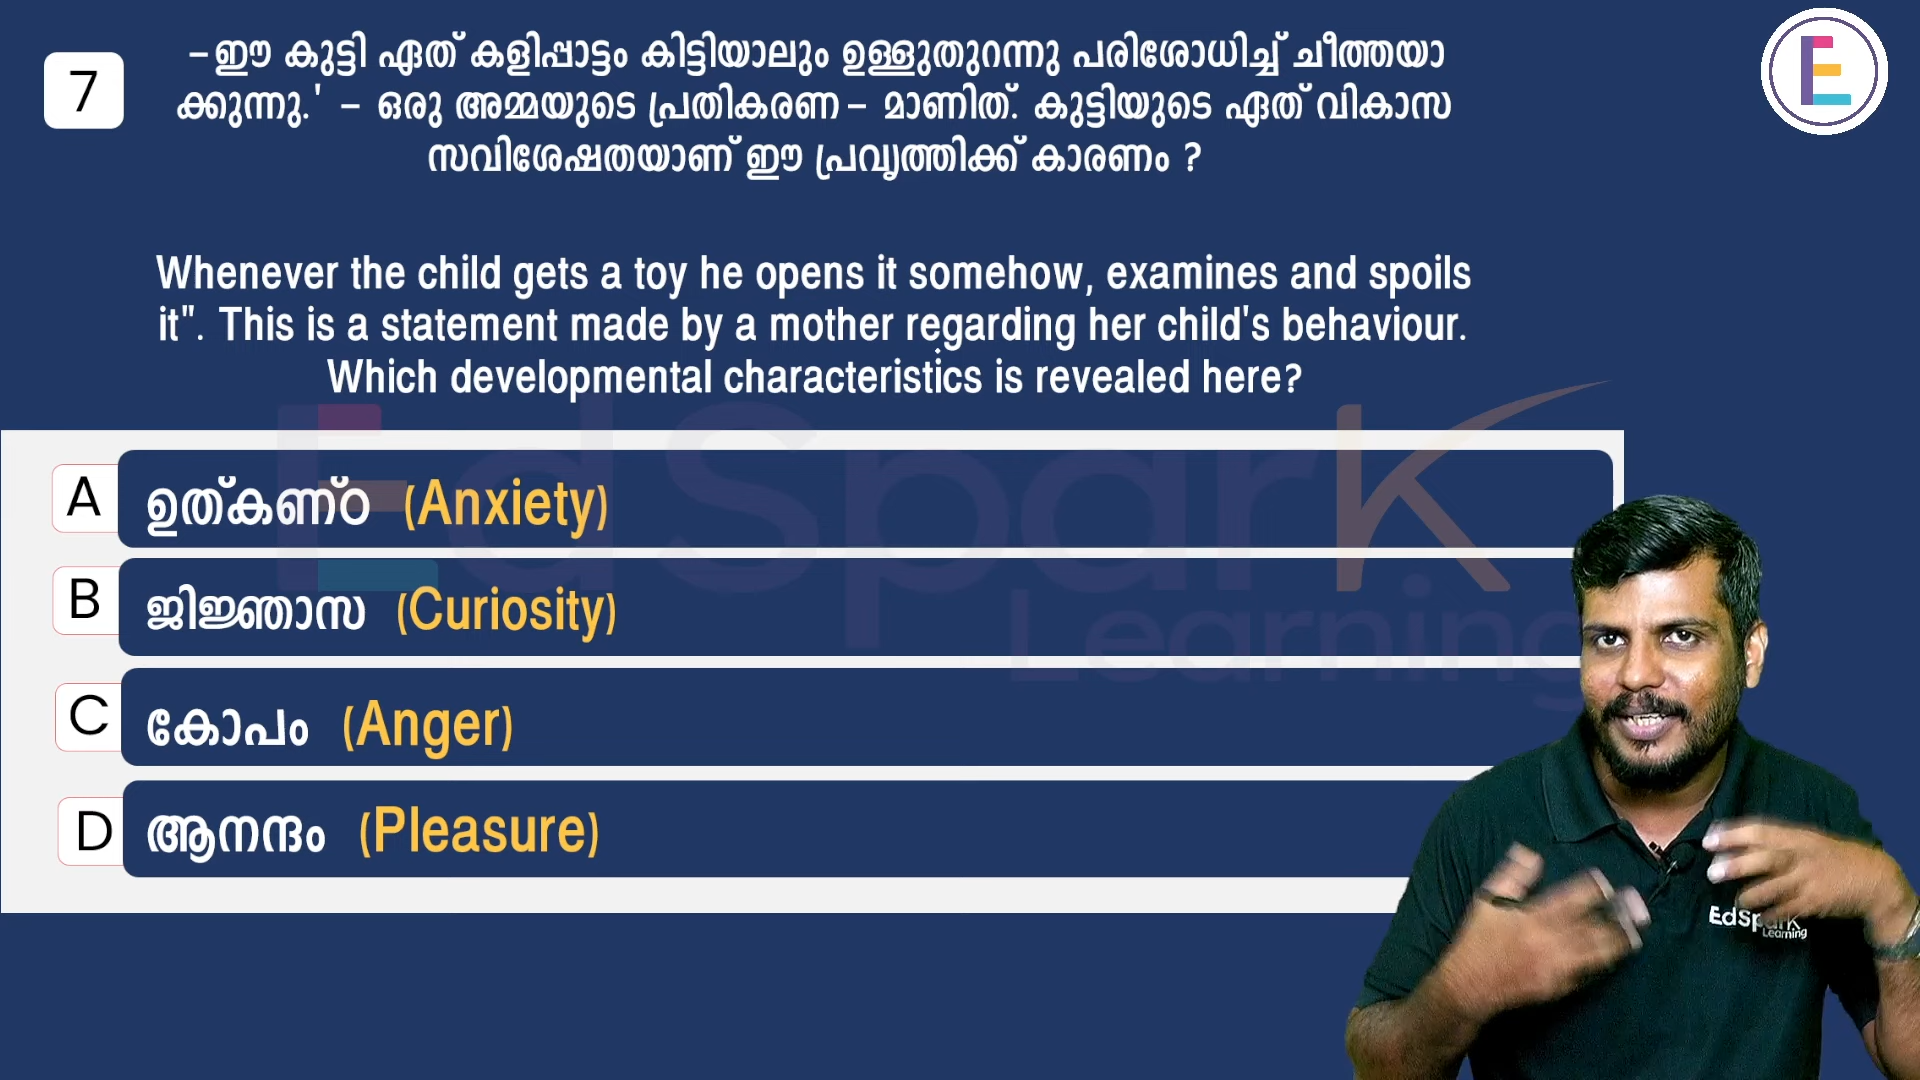 7
–ഈ കുട്ടി ഏത് കളിപ്പാട്ടം കിട്ടിയാലും ഉള്ളുതുറന്നു പരിശോധിച്ച് ചീത്തയാ
ക്കുന്നു.' – ഒരു അമ്മയുടെ പ്രതികരണ– മാണിത്. കുട്ടിയുടെ ഏത് വികാസ
സവിശേഷതയാണ് ഈ പ്രവൃത്തിക്ക് കാരണം ?
Whenever the child gets a toy he opens it somehow, examines and spoils
it". This is a statement made by a mother regarding her child's behaviour.
Which developmental characteristics is revealed here?
A ഉത്കണ്ഠ (Anxiety)
B ജിജ്ഞാസ (Curiosity)
C കോപം (Anger)
D ആനന്ദം (Pleasure)
EdSpark
Learning
E
EdSpark
Learning